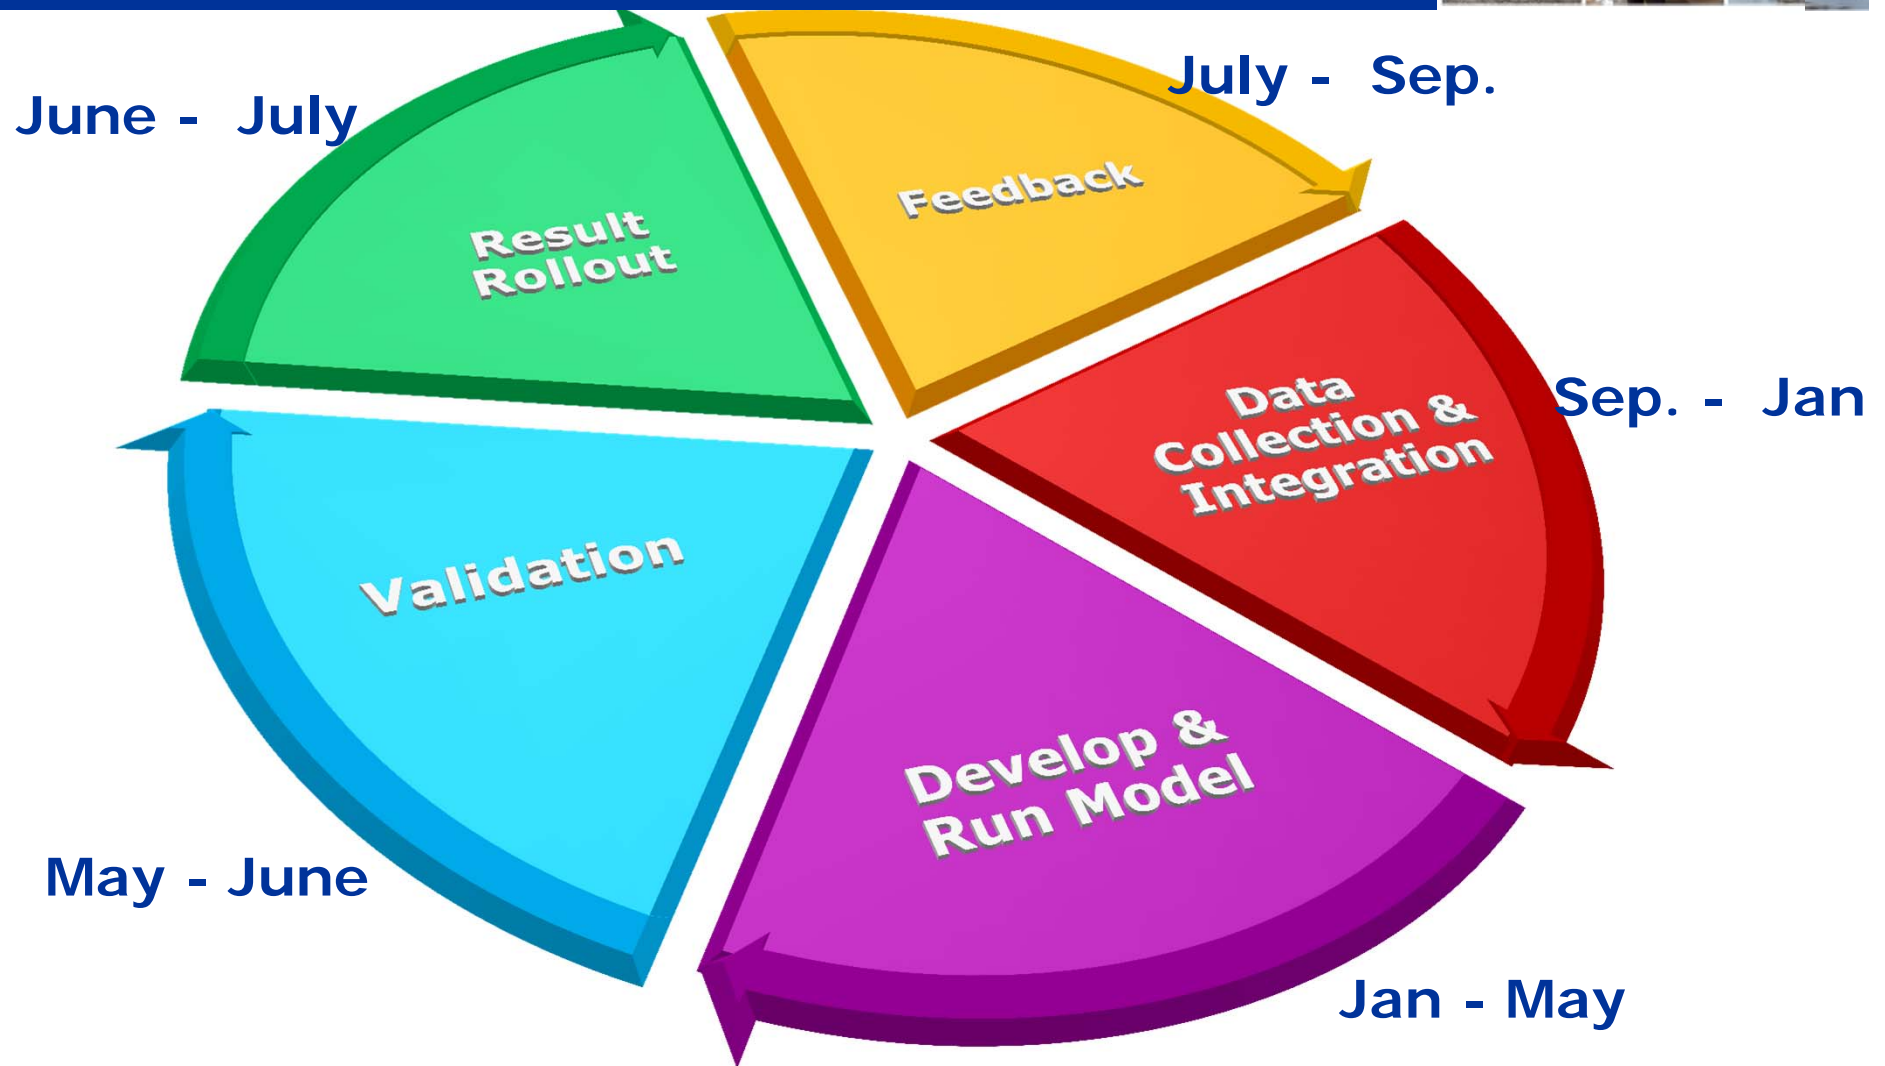 July - Sep.
June - July
Feedback
Result
Rollout
Data
Collection &
Integration
Sep. - Jan
Validation
Develop &
Run Model
May - June
Jan - May